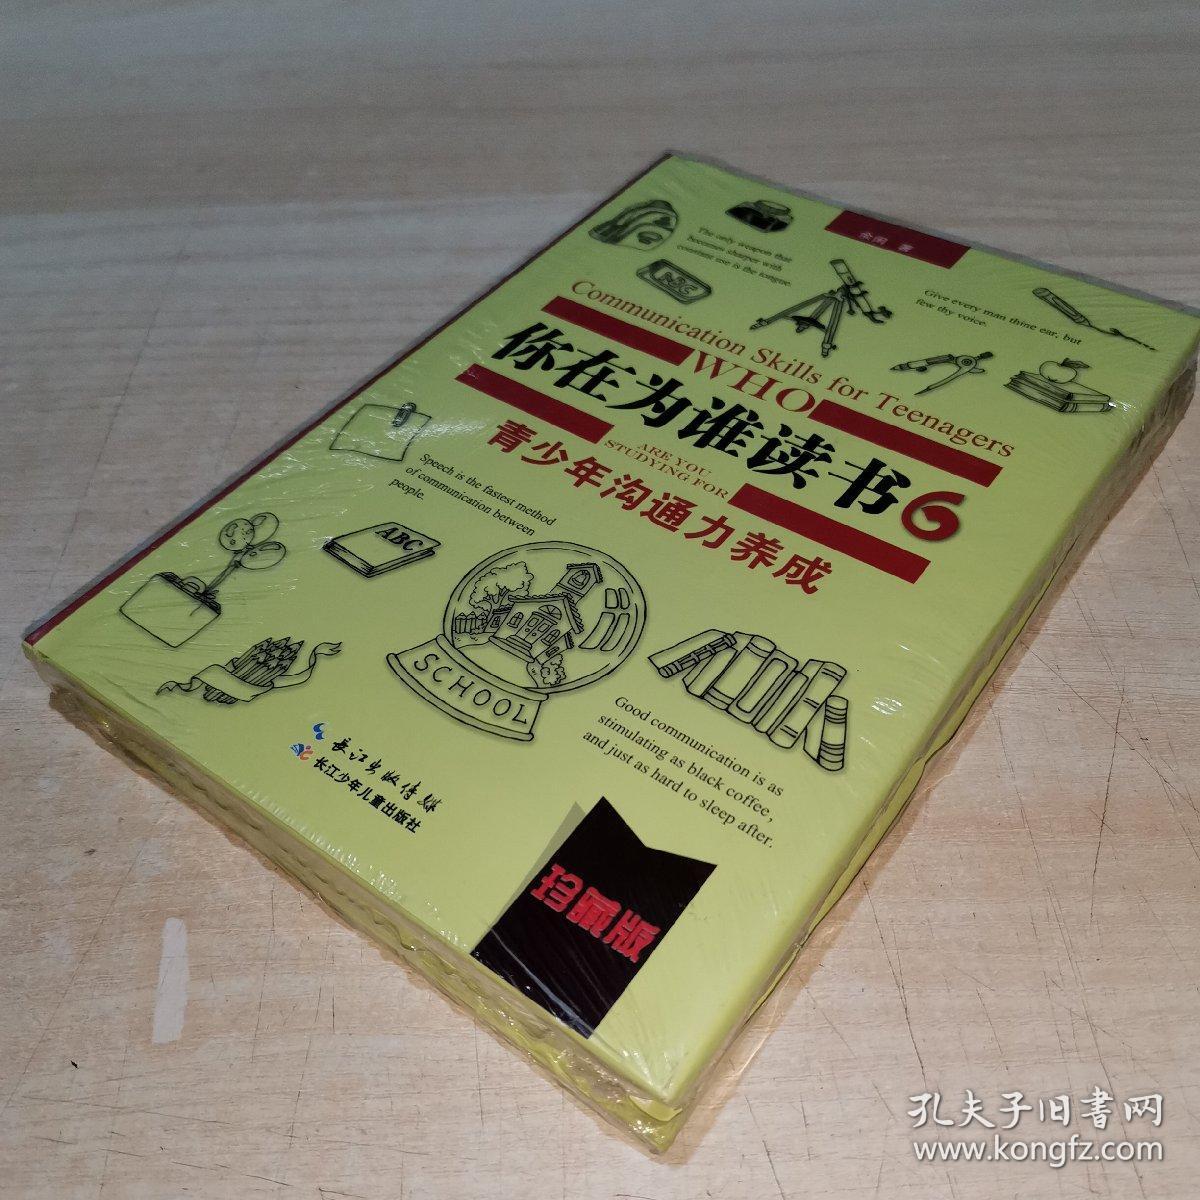 余闲 著
The only weapon that
becomes sharper with
constant use is the tongue.
ABC
Give every man thine ear, but
few thy voice.
Communication Skills for Teenagers
WHO
你在为谁读书6
ARE YOU
STUDYING FOR
青少年沟通力养成
Speech is the fastest method
of communication between
people.
ABC
SCHOOL
Good communication is as
stimulating as black coffee,
and just as hard to sleep after.
长江出版传媒
长江少年儿童出版社
珍藏版
孔夫子旧书网
www.kongfz.com